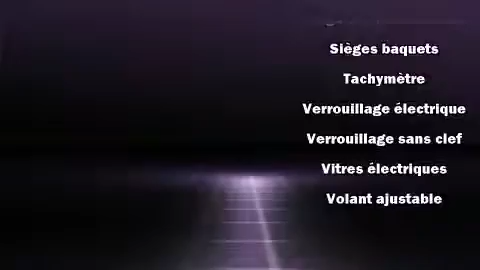 Sièges baquets
Tachymètre
Verrouillage électrique
Verrouillage sans clef
Vitres électriques
Volant ajustable